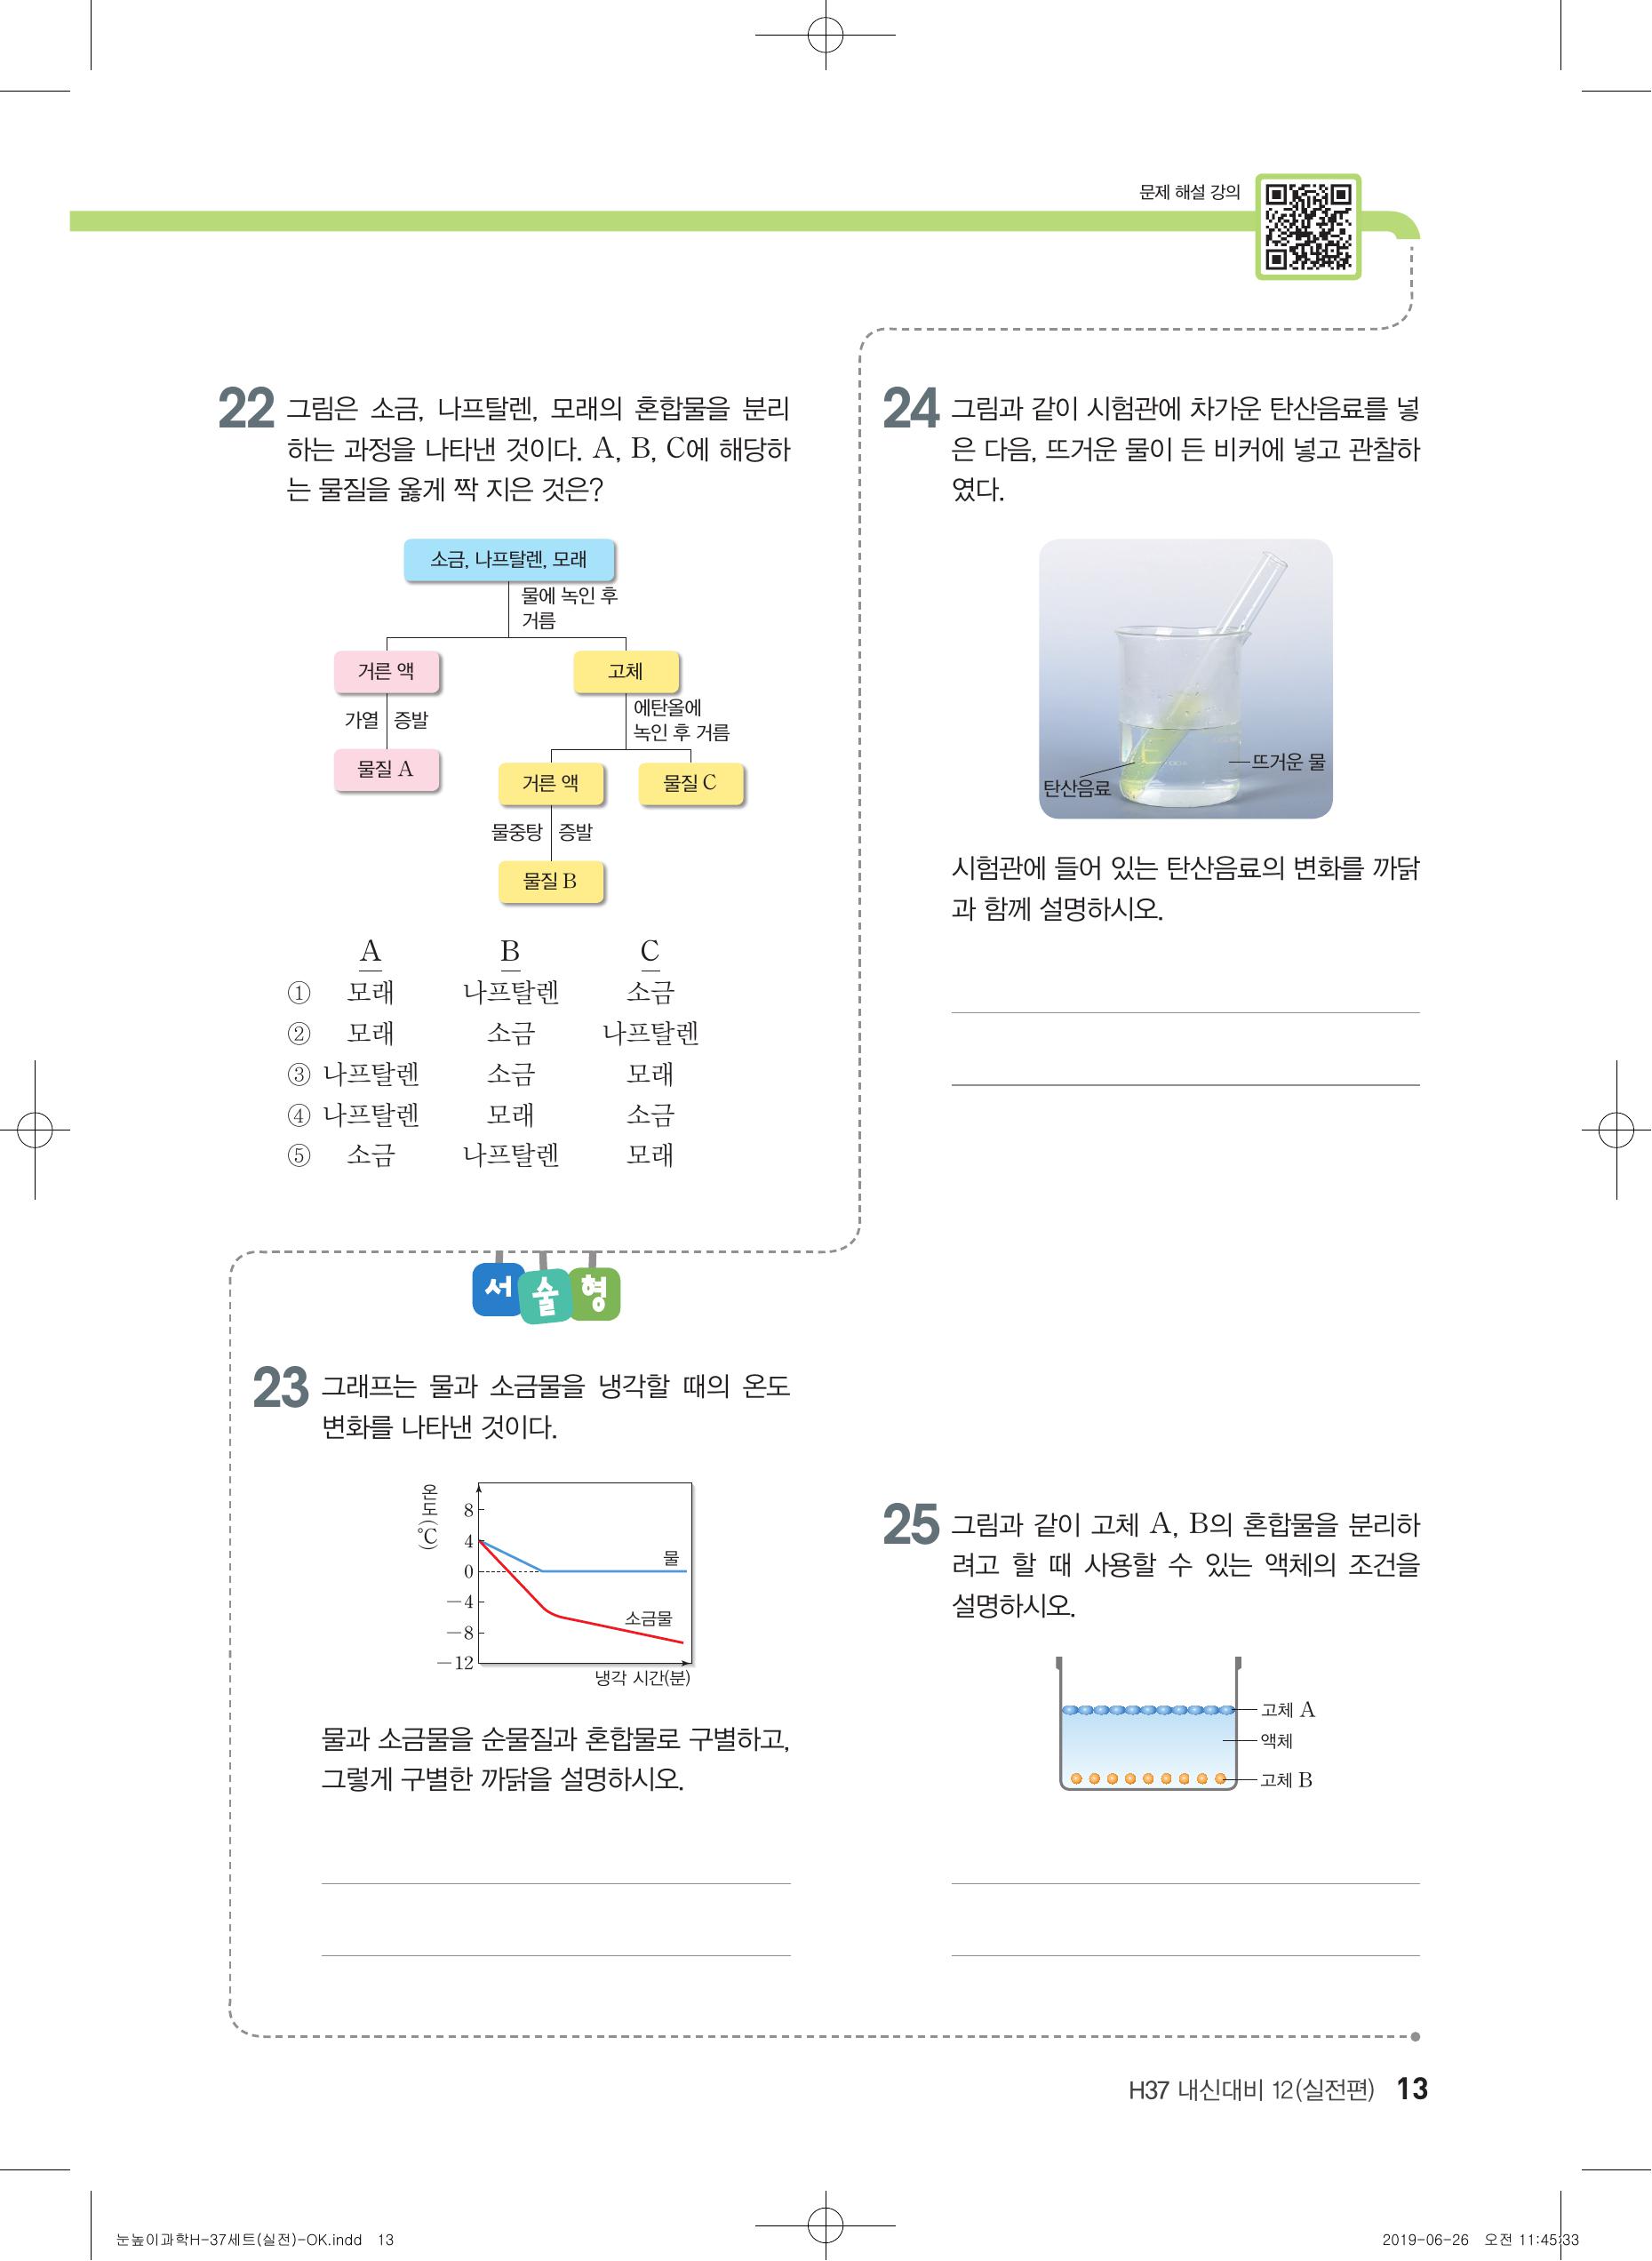 문제 해설 강의
22 그림은 소금, 나프탈렌, 모래의 혼합물을 분리
하는 과정을 나타낸 것이다. A, B, C에 해당하
는 물질을 옳게 짝 지은 것은?
소금, 나프탈렌, 모래
물에 녹인 후
거름
거른 액
고체
가열 증발
에탄올에
녹인 후 거름
물질 A
거른 액
물질 C
물중탕 증발
물질 B
A B C
① 모래 나프탈렌 소금
② 모래 소금 나프탈렌
③ 나프탈렌 소금 모래
④ 나프탈렌 모래 소금
⑤ 소금 나프탈렌 모래
서술형
23 그래프는 물과 소금물을 냉각할 때의 온도
변화를 나타낸 것이다.
온도(℃)
8
4
0
-4
-8
-12
물
소금물
냉각 시간(분)
물과 소금물을 순물질과 혼합물로 구별하고,
그렇게 구별한 까닭을 설명하시오.
24 그림과 같이 시험관에 차가운 탄산음료를 넣
은 다음, 뜨거운 물이 든 비커에 넣고 관찰하
였다.
뜨거운 물
탄산음료
시험관에 들어 있는 탄산음료의 변화를 까닭
과 함께 설명하시오.
25 그림과 같이 고체 A, B의 혼합물을 분리하
려고 할 때 사용할 수 있는 액체의 조건을
설명하시오.
고체 A
액체
고체 B
H37 내신대비 12(실전편) 13
눈높이과학H-37세트(실전)-OK.indd 13
2019-06-26 오전 11:45:33